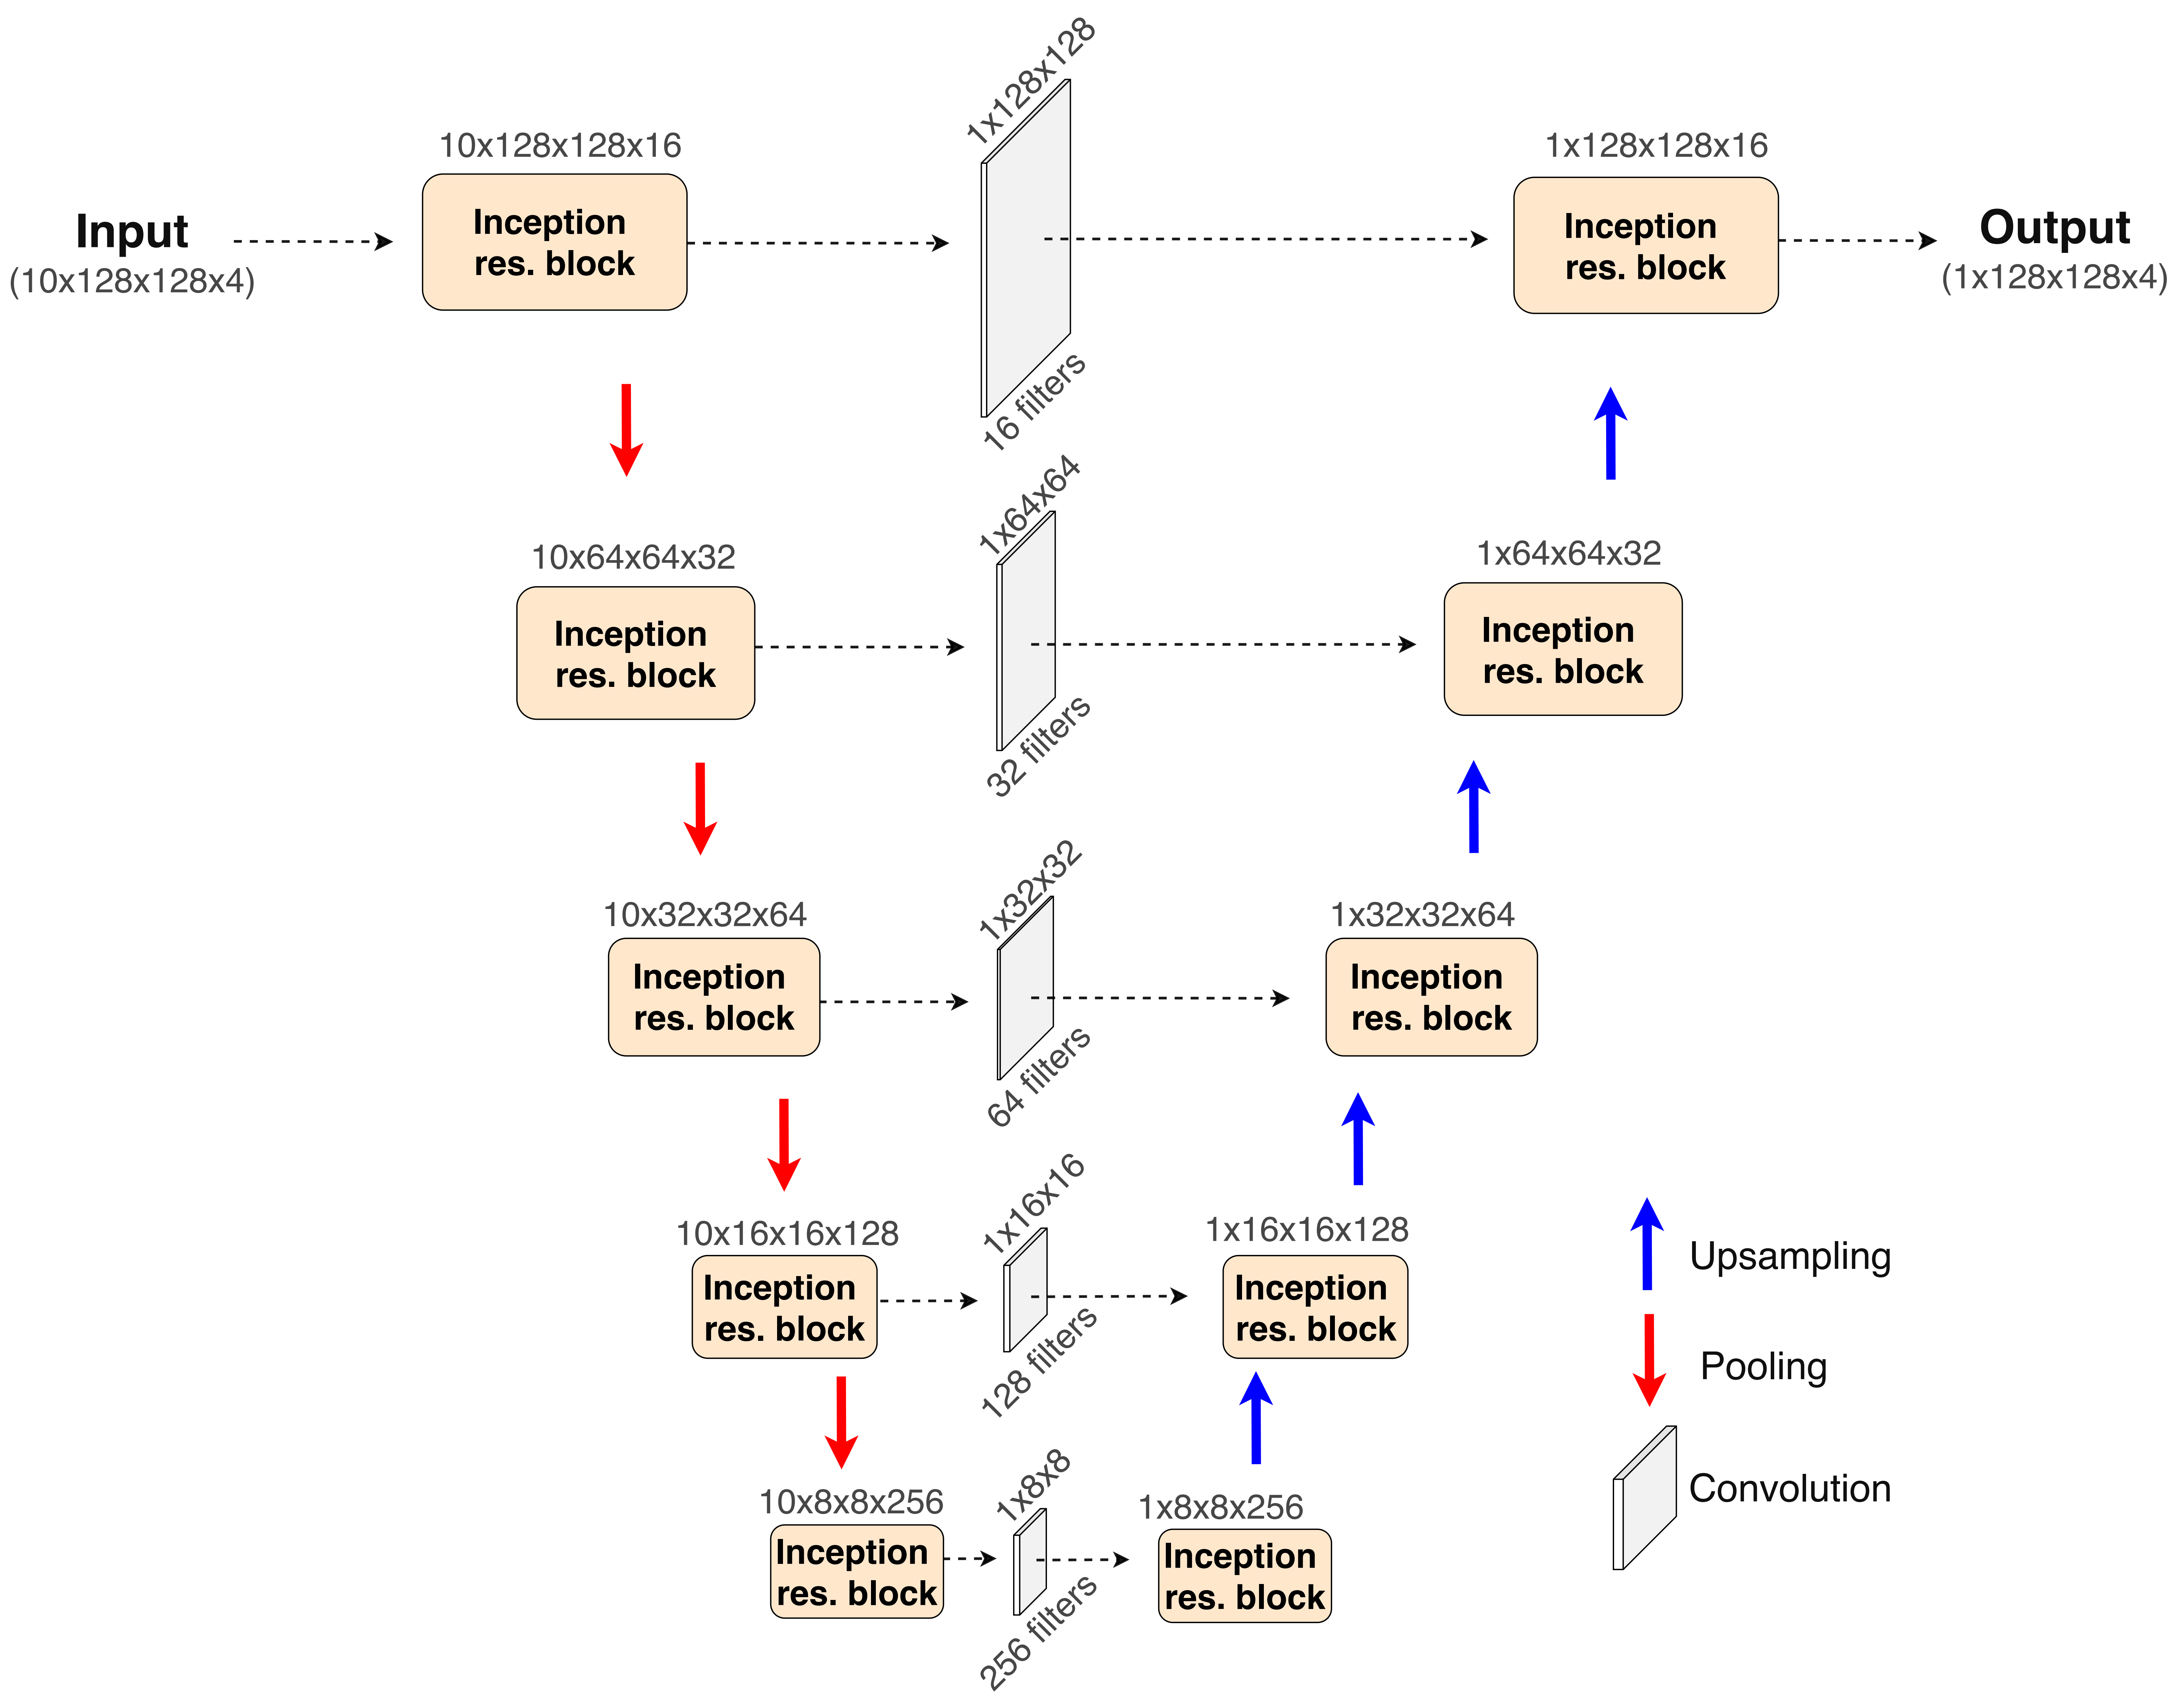 1x128x128
10x128x128x16
1x128x128x16
Input
(10x128x128x4)
Inception
res. block
Inception
res. block
Output
(1x128x128x4)
16 filters
1x64x64
10x64x64x32
1x64x64x32
Inception
res. block
Inception
res. block
32 filters
1x32x32
10x32x32x64
1x32x32x64
Inception
res. block
Inception
res. block
64 filters
1x16x16
10x16x16x128
1x16x16x128
Inception
res. block
Inception
res. block
128 filters
Upsampling
Pooling
Convolution
1x8x8
10x8x8x256
1x8x8x256
Inception
res. block
Inception
res. block
256 filters